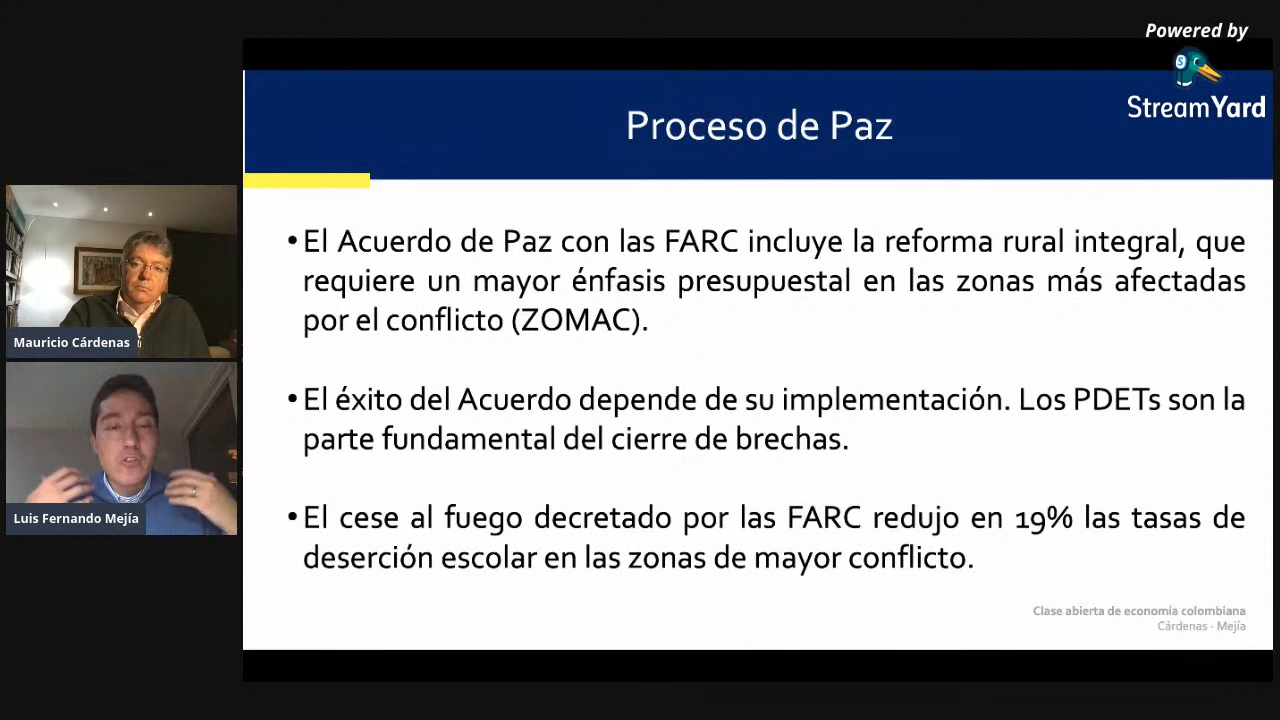 Powered by
StreamYard
Proceso de Paz
• El Acuerdo de Paz con las FARC incluye la reforma rural integral, que
requiere un mayor énfasis presupuestal en las zonas más afectadas
por el conflicto (ZOMAC).
• El éxito del Acuerdo depende de su implementación. Los PDETs son la
parte fundamental del cierre de brechas.
• El cese al fuego decretado por las FARC redujo en 19% las tasas de
deserción escolar en las zonas de mayor conflicto.
Clase abierta de economía colombiana
Cárdenas - Mejía
Mauricio Cárdenas
Luis Fernando Mejía